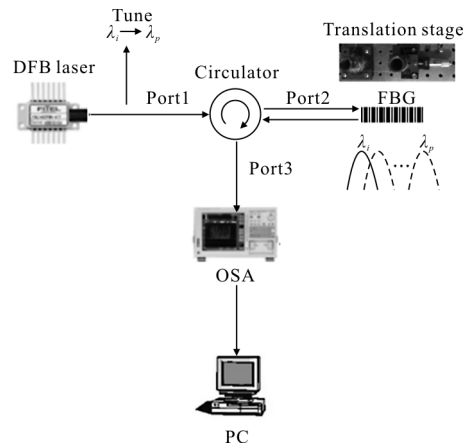 Tune
λi → λp
Translation stage
DFB laser
Circulator
Port1
Port2
FBG
λi
...
λp
Port3
OSA
PC